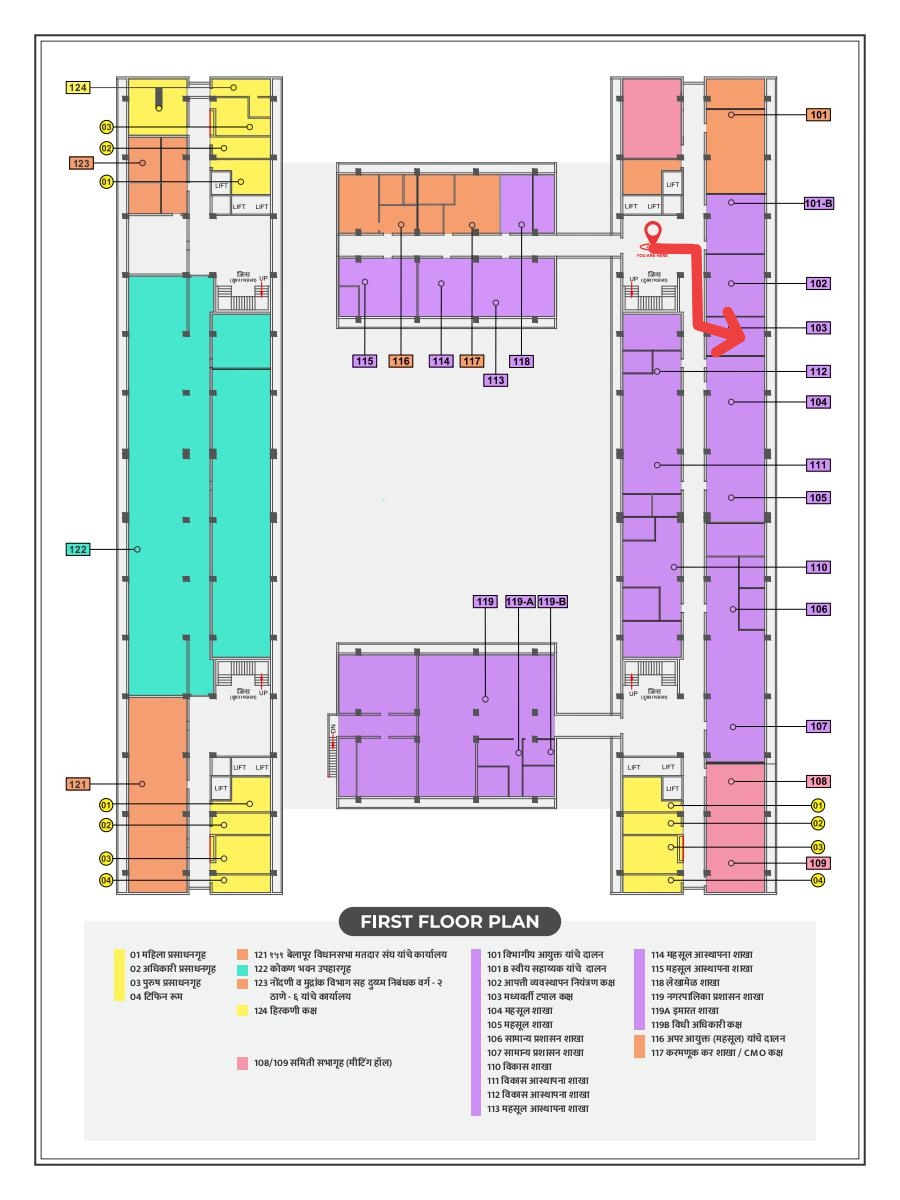 124
03
02
123
01
LIFT
LIFT LIFT
जिना
UP
101
101-B
LIFT
LIFT LIFT
YOU ARE HERE
जिना
UP
102
103
112
104
111
105
110
106
107
115 116 114 117 118
113
122
119 119-A 119-B
जिना
UP
DN
जिना
UP
LIFT LIFT
LIFT
LIFT LIFT
LIFT
121
01
02
03
04
108
01
02
03
109
04
FIRST FLOOR PLAN
01 महिला प्रसाधनगृह
02 अधिकारी प्रसाधनगृह
03 पुरुष प्रसाधनगृह
04 टिफिन रूम
121 १५१ बेलापूर विधानसभा मतदार संघ यांचे कार्यालय
122 कोकण भवन उपहारगृह
123 नोंदणी व मुद्रांक विभाग सह दुय्यम निबंधक वर्ग - २
ठाणे - ६ यांचे कार्यालय
124 हिरकणी कक्ष
108/109 समिती सभागृह (मीटिंग हॉल)
101 विभागीय आयुक्त यांचे दालन
101 B स्वीय सहाय्यक यांचे दालन
102 आपत्ती व्यवस्थापन नियंत्रण कक्ष
103 मध्यवर्ती टपाल कक्ष
104 महसूल शाखा
105 महसूल शाखा
106 सामान्य प्रशासन शाखा
107 सामान्य प्रशासन शाखा
110 विकास शाखा
111 विकास आस्थापना शाखा
112 विकास आस्थापना शाखा
113 महसूल आस्थापना शाखा
114 महसूल आस्थापना शाखा
115 महसूल आस्थापना शाखा
118 लेखामेळ शाखा
119 नगरपालिका प्रशासन शाखा
119A इमारत शाखा
119B विधी अधिकारी कक्ष
116 अपर आयुक्त (महसूल) यांचे दालन
117 करमणूक कर शाखा / CMO कक्ष